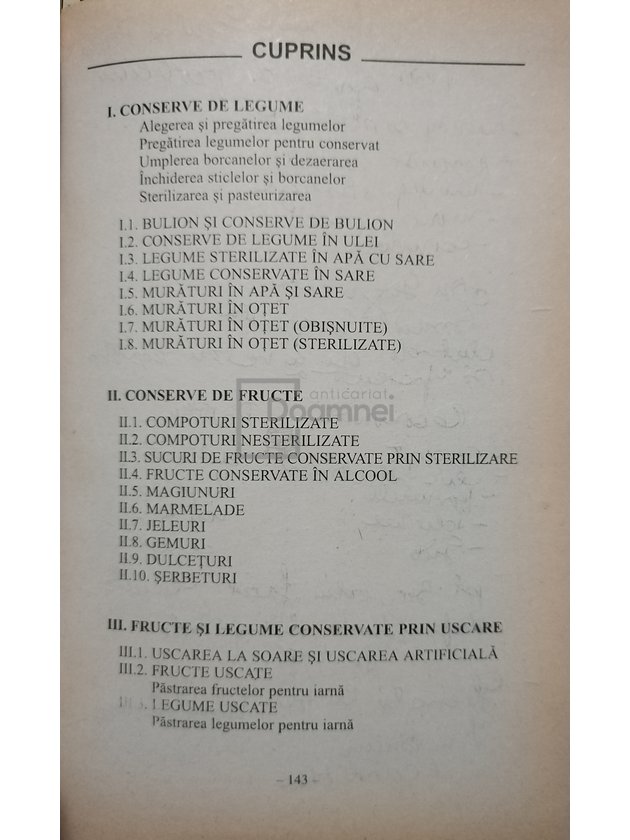 CUPRINS
I. CONSERVE DE LEGUME
Alegerea și pregătirea legumelor
Pregătirea legumelor pentru conservat
Umplerea borcanelor și dezaerarea
Închiderea sticlelor și borcanelor
Sterilizarea și pasteurizarea
I.1. BULION ȘI CONSERVE DE BULION
I.2. CONSERVE DE LEGUME ÎN ULEI
I.3. LEGUME STERILIZATE ÎN APĂ CU SARE
I.4. LEGUME CONSERVATE ÎN SARE
I.5. MURĂTURI ÎN APĂ ȘI SARE
I.6. MURĂTURI ÎN OȚET
I.7. MURĂTURI ÎN OȚET (OBIȘNUITE)
I.8. MURĂTURI ÎN OȚET (STERILIZATE)
II. CONSERVE DE FRUCTE
anticariat
Doamnei
II.1. COMPOTURI STERILIZATE
II.2. COMPOTURI NESTERILIZATE
II.3. SUCURI DE FRUCTE CONSERVATE PRIN STERILIZARE
II.4. FRUCTE CONSERVATE ÎN ALCOOL
II.5. MAGIUNURI
II.6. MARMELADE
II.7. JELEURI
II.8. GEMURI
II.9. DULCEȚURI
II.10. ȘERBETURI
III. FRUCTE ȘI LEGUME CONSERVATE PRIN USCARE
III.1. USCAREA LA SOARE ȘI USCAREA ARTIFICIALĂ
III.2. FRUCTE USCATE
Păstrarea fructelor pentru iarnă
III.3. LEGUME USCATE
Păstrarea legumelor pentru iarnă
– 143 –